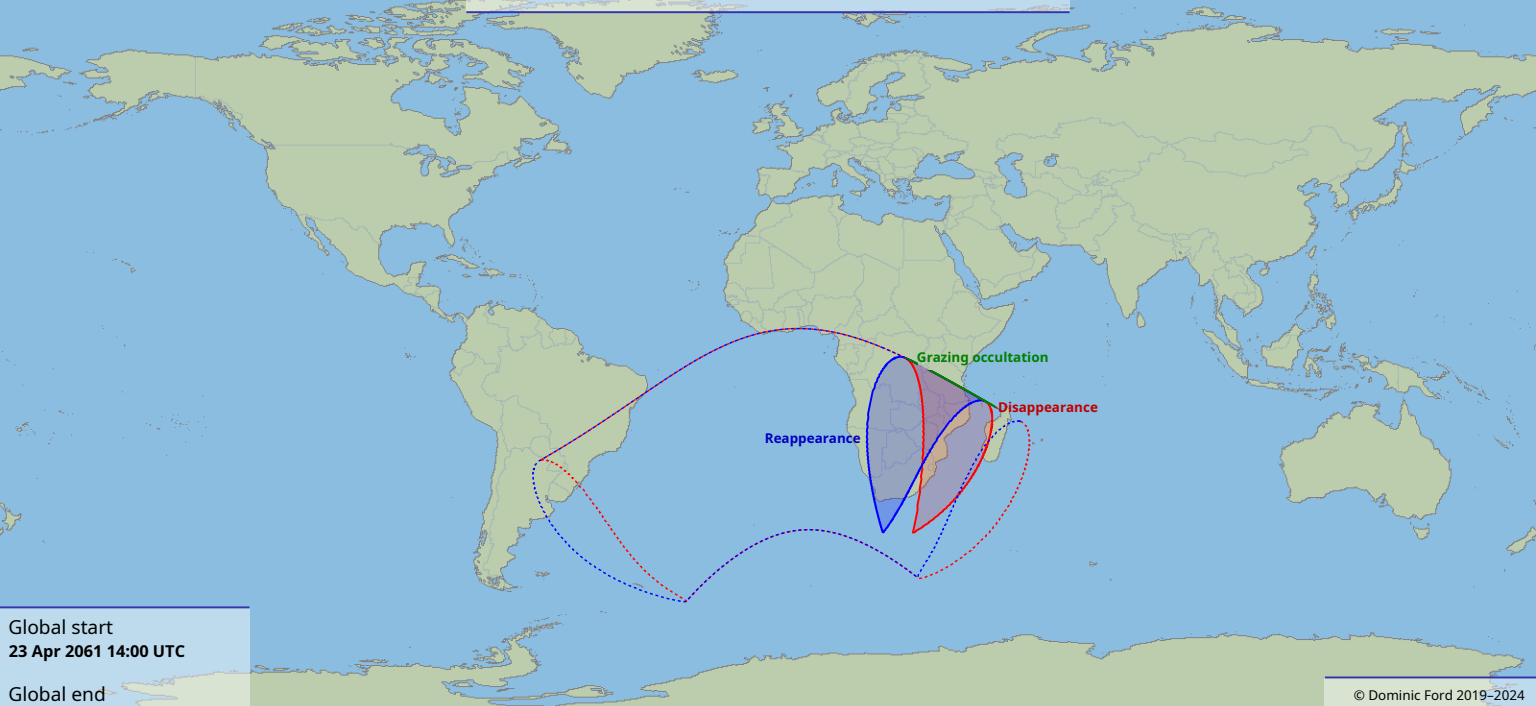 Grazing occultation
Disappearance
Reappearance
Global start
23 Apr 2061 14:00 UTC
Global end
© Dominic Ford 2019–2024